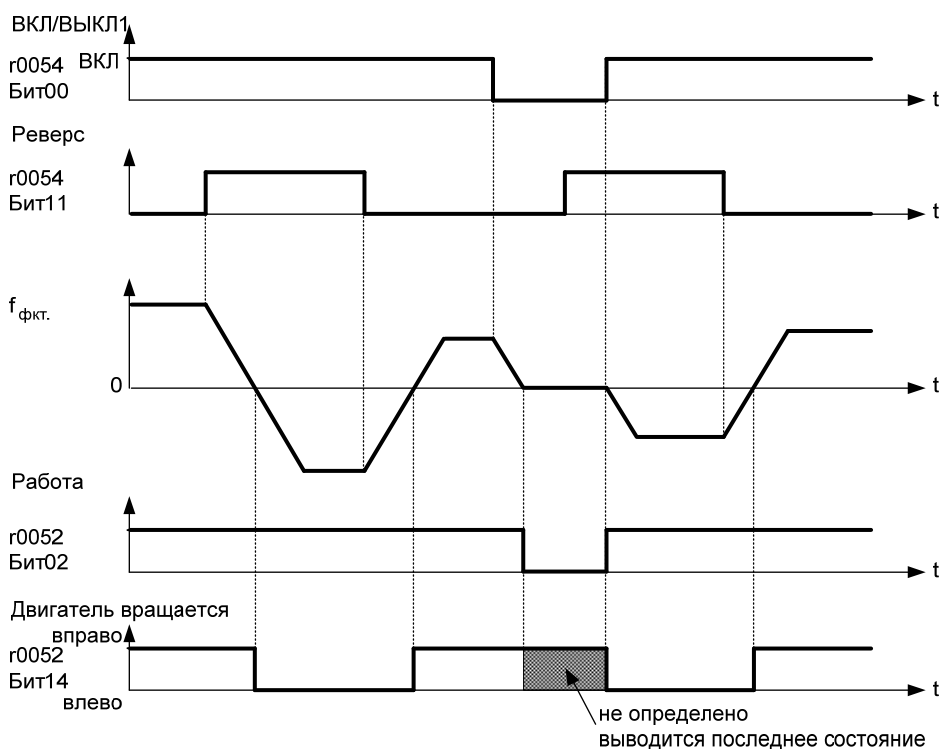 ВКЛ/ВЫКЛ1
r0054 ВКЛ
Бит00
t
Реверс
r0054
Бит11
t
f фкт.
0
t
Работа
r0052
Бит02
t
Двигатель вращается
вправо
r0052
Бит14
t
влево
не определено
выводится последнее состояние